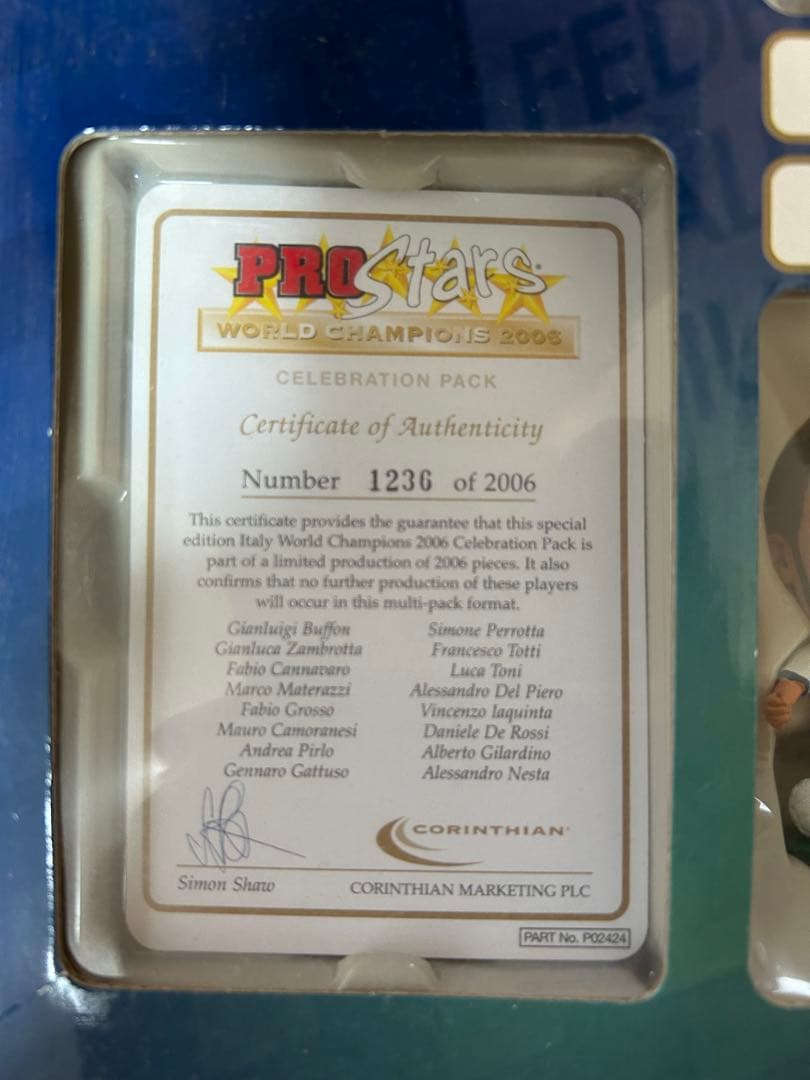 PRO Stars
WORLD CHAMPIONS 2006
CELEBRATION PACK
Certificate of Authenticity
Number 1236 of 2006
This certificate provides the guarantee that this special
edition Italy World Champions 2006 Celebration Pack is
part of a limited production of 2006 pieces. It also
confirms that no further production of these players
will occur in this multi-pack format.
Gianluigi Buffon
Gianluca Zambrotta
Fabio Cannavaro
Marco Materazzi
Fabio Grosso
Mauro Camoranesi
Andrea Pirlo
Gennaro Gattuso
Simone Perrotta
Francesco Totti
Luca Toni
Alessandro Del Piero
Vincenzo Iaquinta
Daniele De Rossi
Alberto Gilardino
Alessandro Nesta
CORINTHIAN
Simon Shaw
CORINTHIAN MARKETING PLC
PART No. P02424